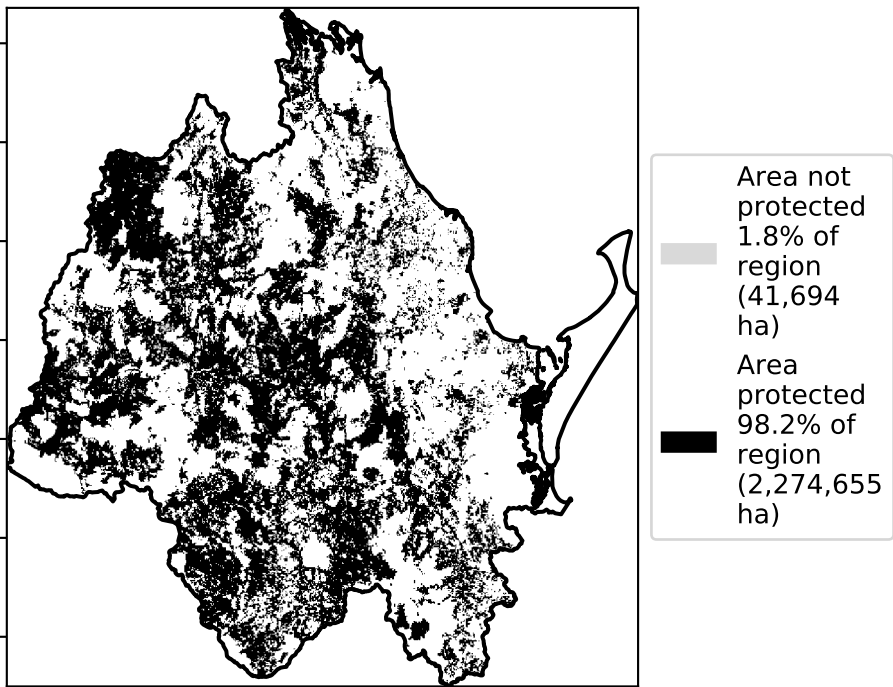 Area not
protected
1.8% of
region
(41,694
ha)
Area
protected
98.2% of
region
(2,274,655
ha)